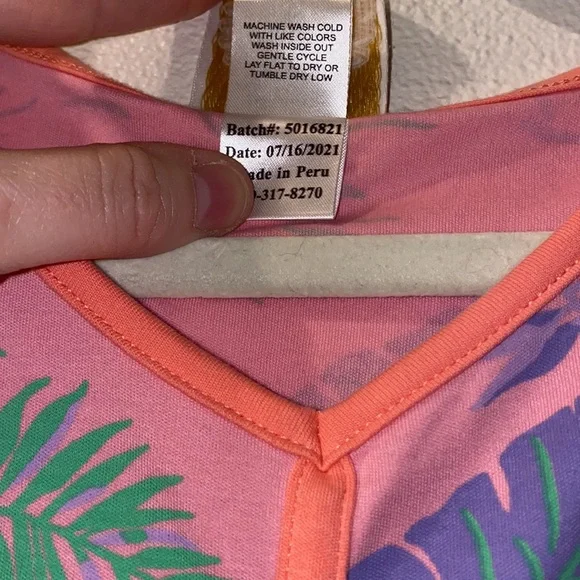 MACHINE WASH COLD
WITH LIKE COLORS
WASH INSIDE OUT
GENTLE CYCLE
LAY FLAT TO DRY OR
TUMBLE DRY LOW
Batch#: 5016821
Date: 07/16/2021
in Peru
-317-8270